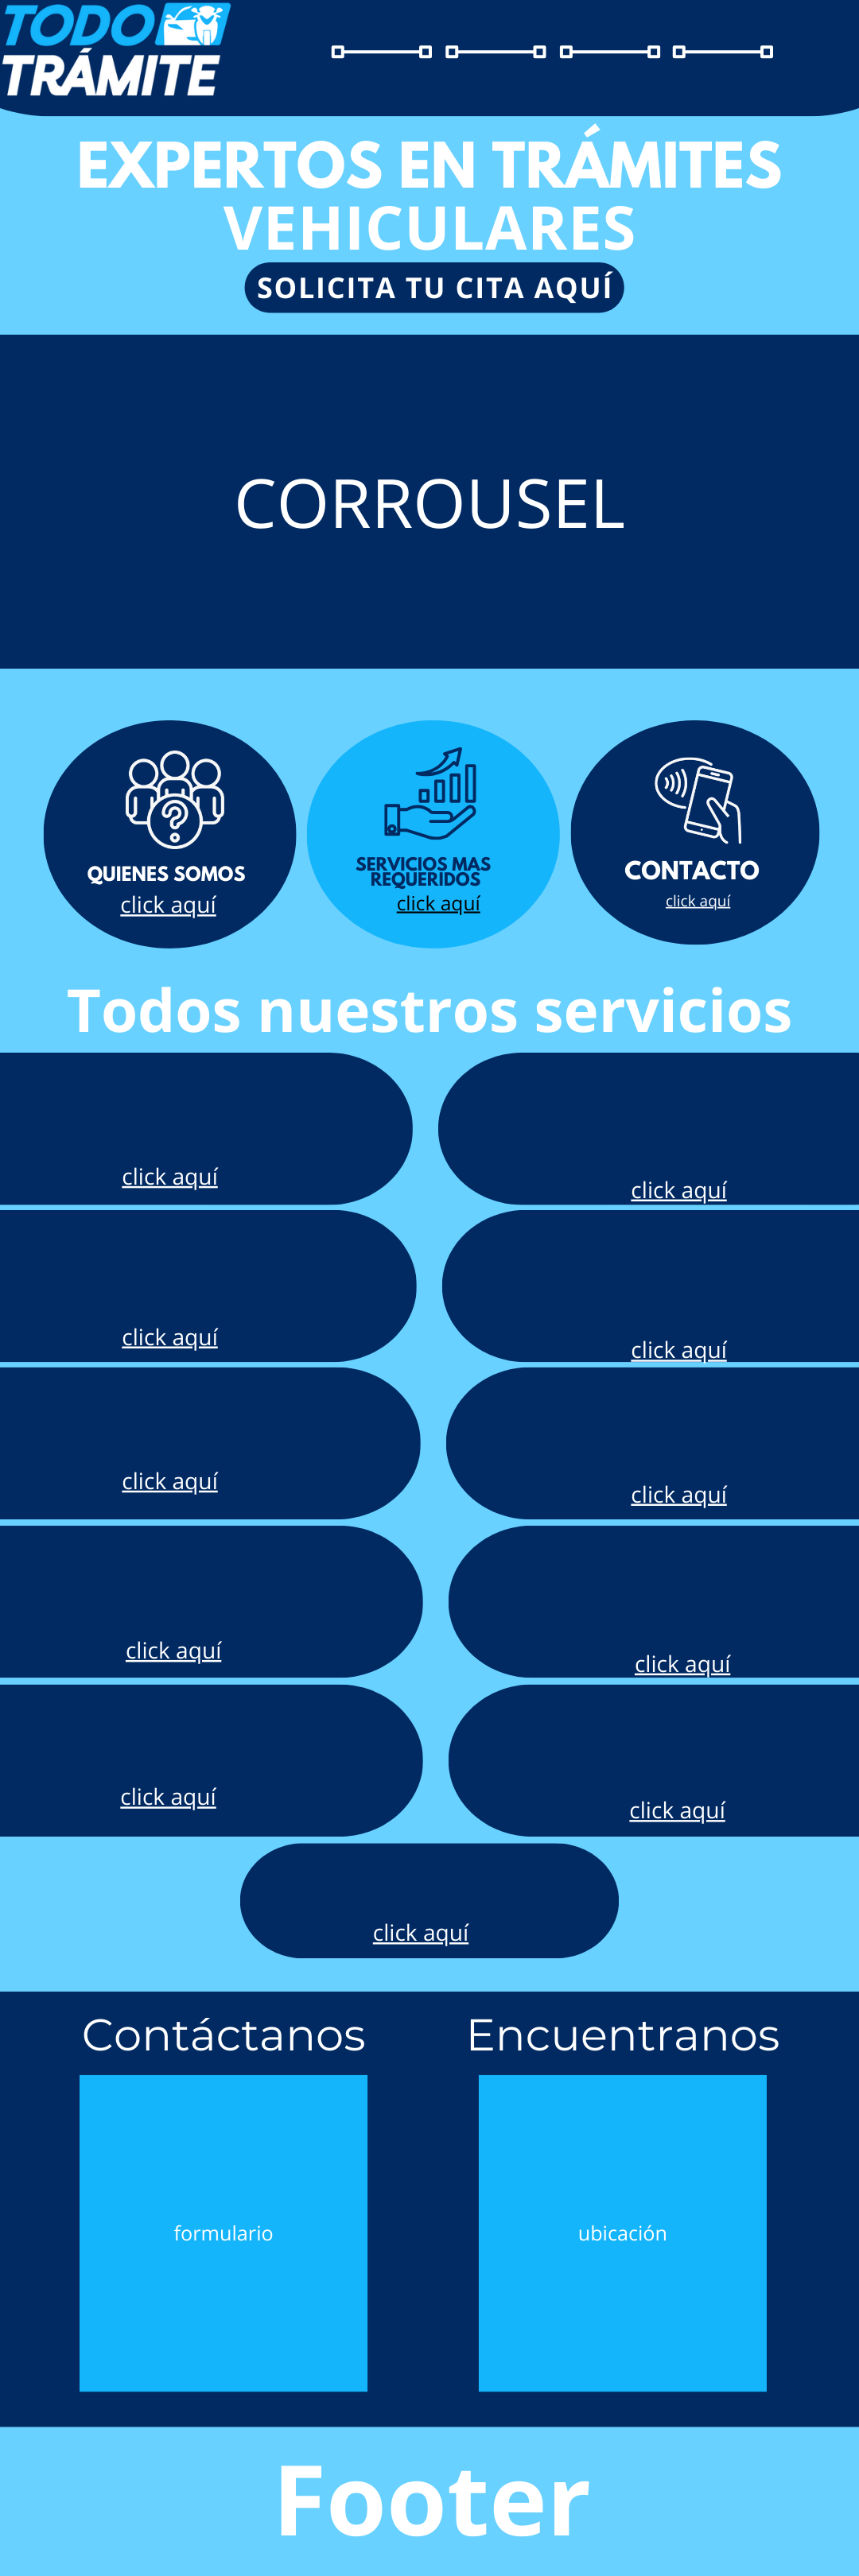 TODO
TRÁMITE
EXPERTOS EN TRÁMITES
VEHICULARES
SOLICITA TU CITA AQUÍ
CORROUSEL
QUIENES SOMOS
click aquí
SERVICIOS MAS
REQUERIDOS
click aquí
CONTACTO
click aquí
Todos nuestros servicios
click aquí
click aquí
click aquí
click aquí
click aquí
click aquí
click aquí
click aquí
click aquí
click aquí
click aquí
Contáctanos
Encuentranos
formulario
ubicación
Footer